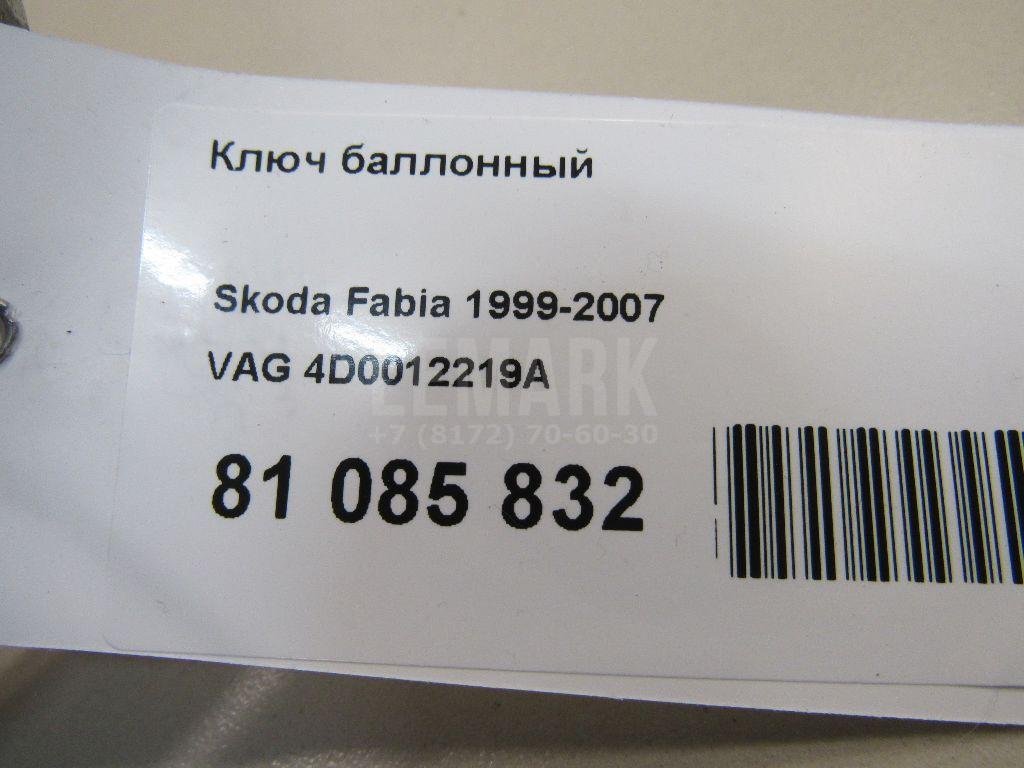 Ключ баллонный
Skoda Fabia 1999-2007
VAG 4D0012219A
LEMARK
+7 (8172) 70-60-30
81 085 832